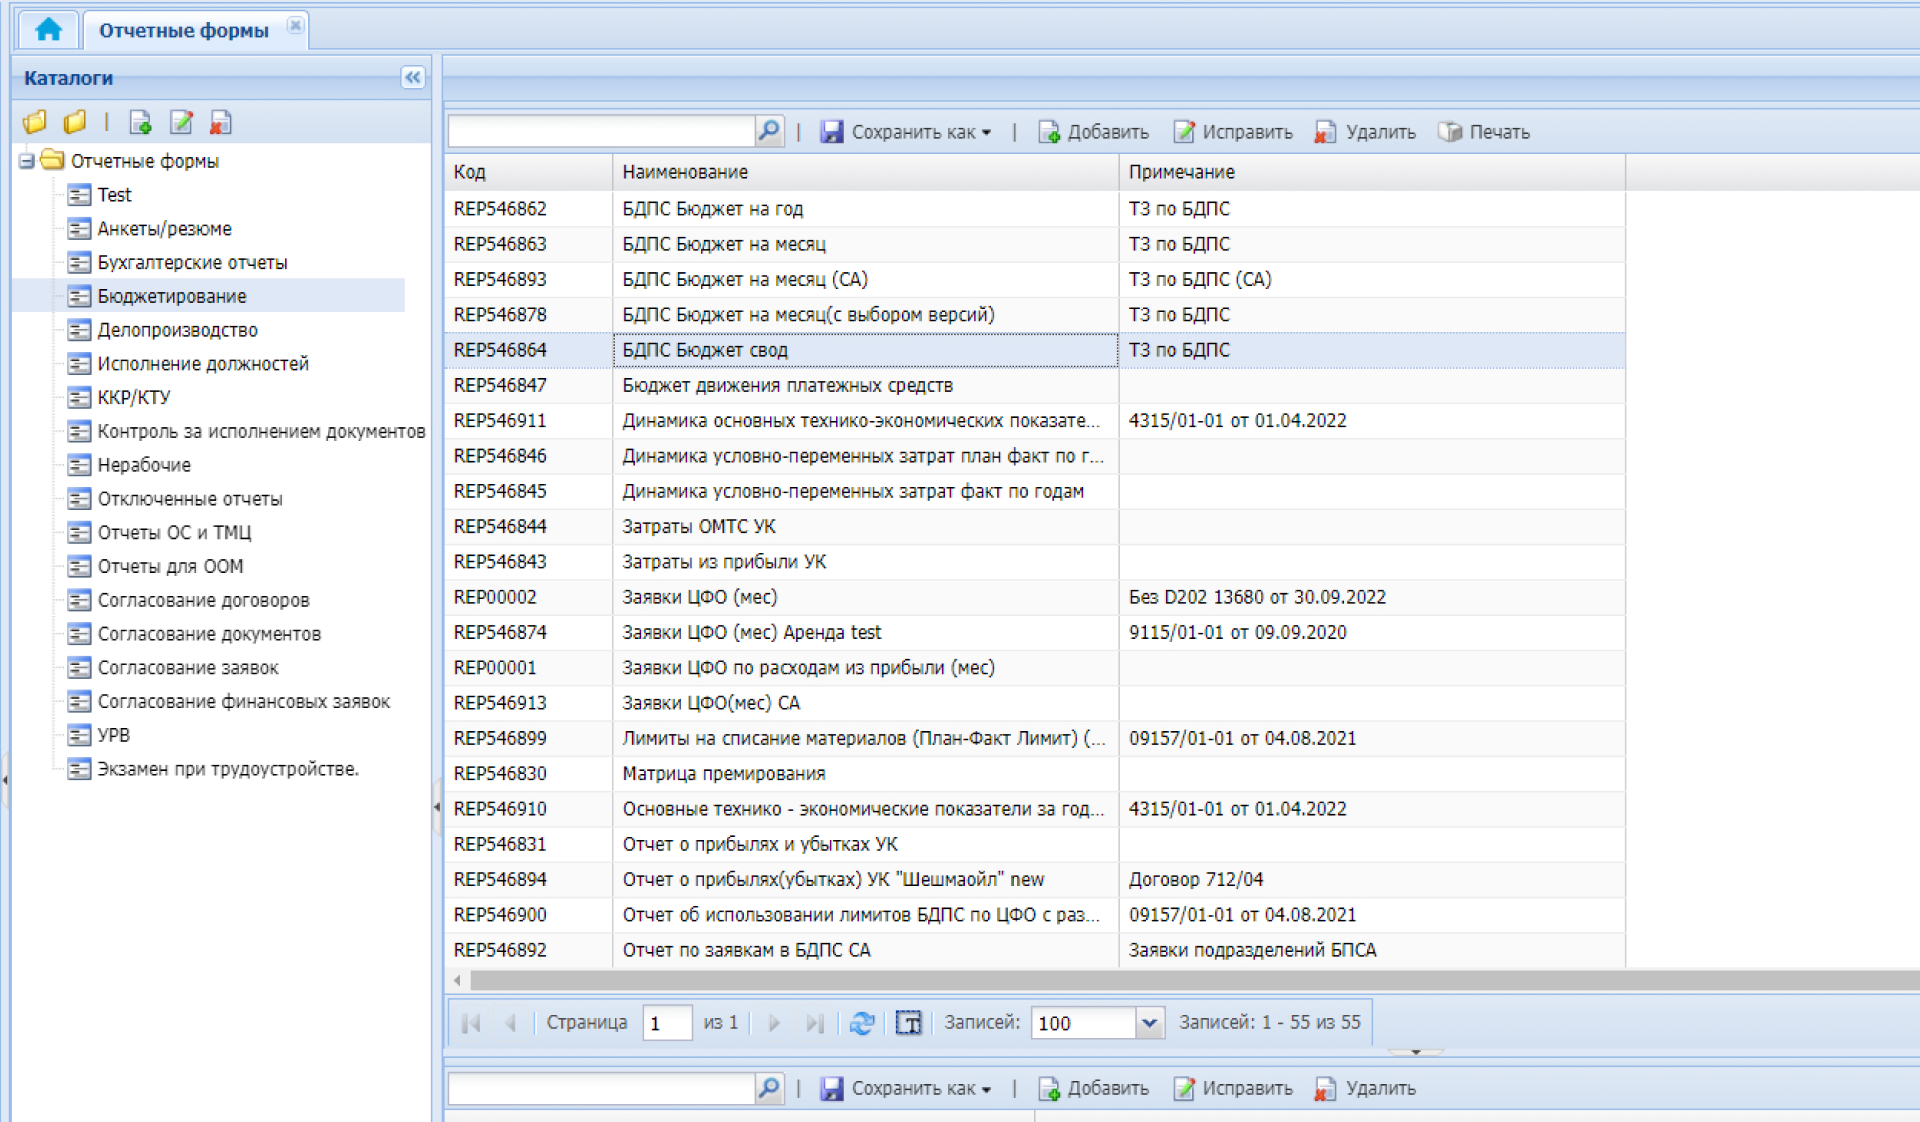 Отчетные формы
Каталоги
Отчетные формы
Test
Анкеты/резюме
Бухгалтерские отчеты
Бюджетирование
Делопроизводство
Исполнение должностей
ККР/КТУ
Контроль за исполнением документов
Нерабочие
Отключенные отчеты
Отчеты ОС и ТМЦ
Отчеты для ООМ
Согласование договоров
Согласование документов
Согласование заявок
Согласование финансовых заявок
УРВ
Экзамен при трудоустройстве.
Сохранить как Добавить Исправить Удалить Печать
Код Наименование Примечание
REP546862 БДПС Бюджет на год ТЗ по БДПС
REP546863 БДПС Бюджет на месяц ТЗ по БДПС
REP546893 БДПС Бюджет на месяц (СА) ТЗ по БДПС (СА)
REP546878 БДПС Бюджет на месяц(с выбором версий) ТЗ по БДПС
REP546864 БДПС Бюджет свод ТЗ по БДПС
REP546847 Бюджет движения платежных средств
REP546911 Динамика основных технико-экономических показате... 4315/01-01 от 01.04.2022
REP546846 Динамика условно-переменных затрат план факт по г...
REP546845 Динамика условно-переменных затрат факт по годам
REP546844 Затраты ОМТС УК
REP546843 Затраты из прибыли УК
REP00002 Заявки ЦФО (мес) Без D202 13680 от 30.09.2022
REP546874 Заявки ЦФО (мес) Аренда test 9115/01-01 от 09.09.2020
REP00001 Заявки ЦФО по расходам из прибыли (мес)
REP546913 Заявки ЦФО(мес) СА
REP546899 Лимиты на списание материалов (План-Факт Лимит) (... 09157/01-01 от 04.08.2021
REP546830 Матрица премирования
REP546910 Основные технико - экономические показатели за год... 4315/01-01 от 01.04.2022
REP546831 Отчет о прибылях и убытках УК
REP546894 Отчет о прибылях(убытках) УК "Шешмаойл" new Договор 712/04
REP546900 Отчет об использовании лимитов БДПС по ЦФО с раз... 09157/01-01 от 04.08.2021
REP546892 Отчет по заявкам в БДПС СА Заявки подразделений БПСА
Страница 1 из 1 Записей: 100 Записей: 1 - 55 из 55
Сохранить как Добавить Исправить Удалить